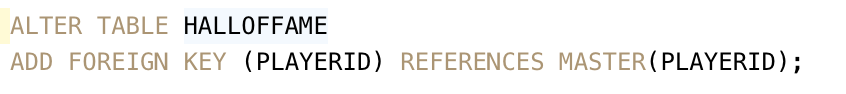 ALTER TABLE HALLOFFAME
ADD FOREIGN KEY (PLAYERID) REFERENCES MASTER(PLAYERID);